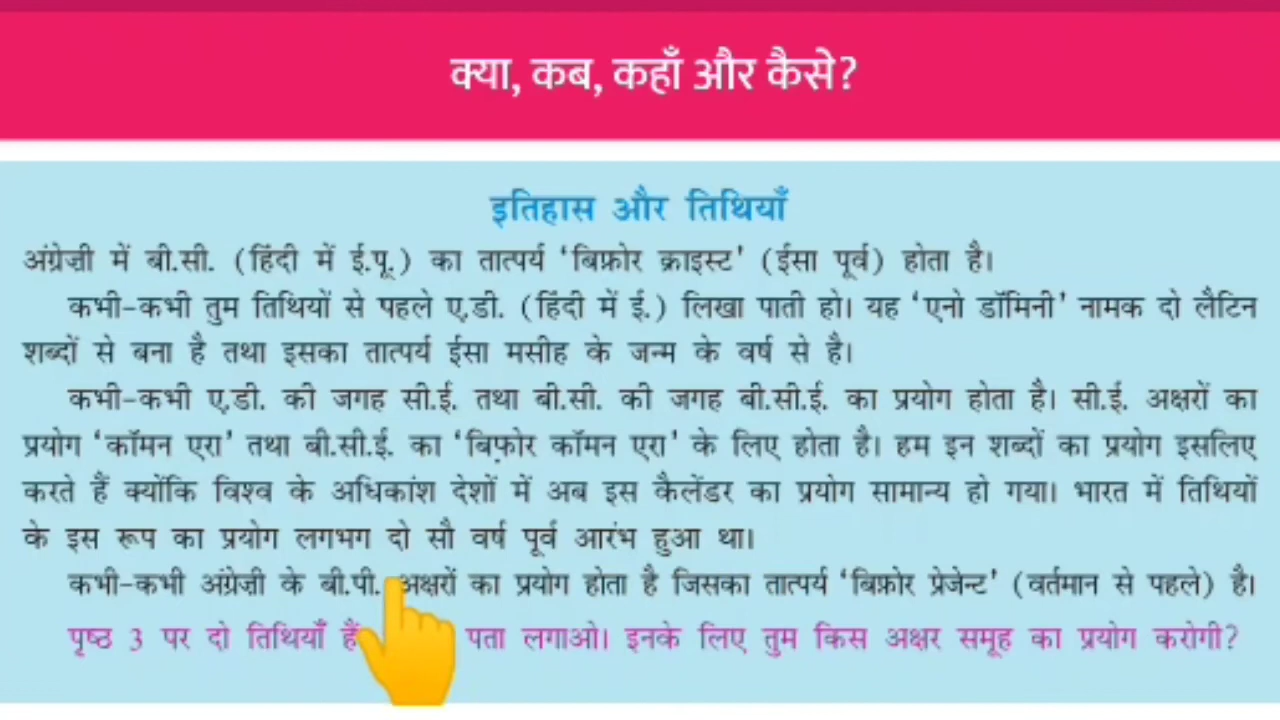 क्या, कब, कहाँ और कैसे?
इतिहास और तिथियाँ
अंग्रेज़ी में बी.सी. (हिंदी में ई.पू.) का तात्पर्य ‘बिफ़ोर क्राइस्ट’ (ईसा पूर्व) होता है।
कभी-कभी तुम तिथियों से पहले ए.डी. (हिंदी में ई.) लिखा पाती हो। यह ‘एनो डॉमिनी’ नामक दो लैटिन
शब्दों से बना है तथा इसका तात्पर्य ईसा मसीह के जन्म के वर्ष से है।
कभी-कभी ए.डी. की जगह सी.ई. तथा बी.सी. की जगह बी.सी.ई. का प्रयोग होता है। सी.ई. अक्षरों का
प्रयोग ‘कॉमन एरा’ तथा बी.सी.ई. का ‘बिफ़ोर कॉमन एरा’ के लिए होता है। हम इन शब्दों का प्रयोग इसलिए
करते हैं क्योंकि विश्व के अधिकांश देशों में अब इस कैलेंडर का प्रयोग सामान्य हो गया। भारत में तिथियों
के इस रूप का प्रयोग लगभग दो सौ वर्ष पूर्व आरंभ हुआ था।
कभी-कभी अंग्रेज़ी के बी.पी. अक्षरों का प्रयोग होता है जिसका तात्पर्य ‘बिफ़ोर प्रेजेन्ट’ (वर्तमान से पहले) है।
पृष्ठ 3 पर दो तिथियाँ हैं पता लगाओ। इनके लिए तुम किस अक्षर समूह का प्रयोग करोगी?